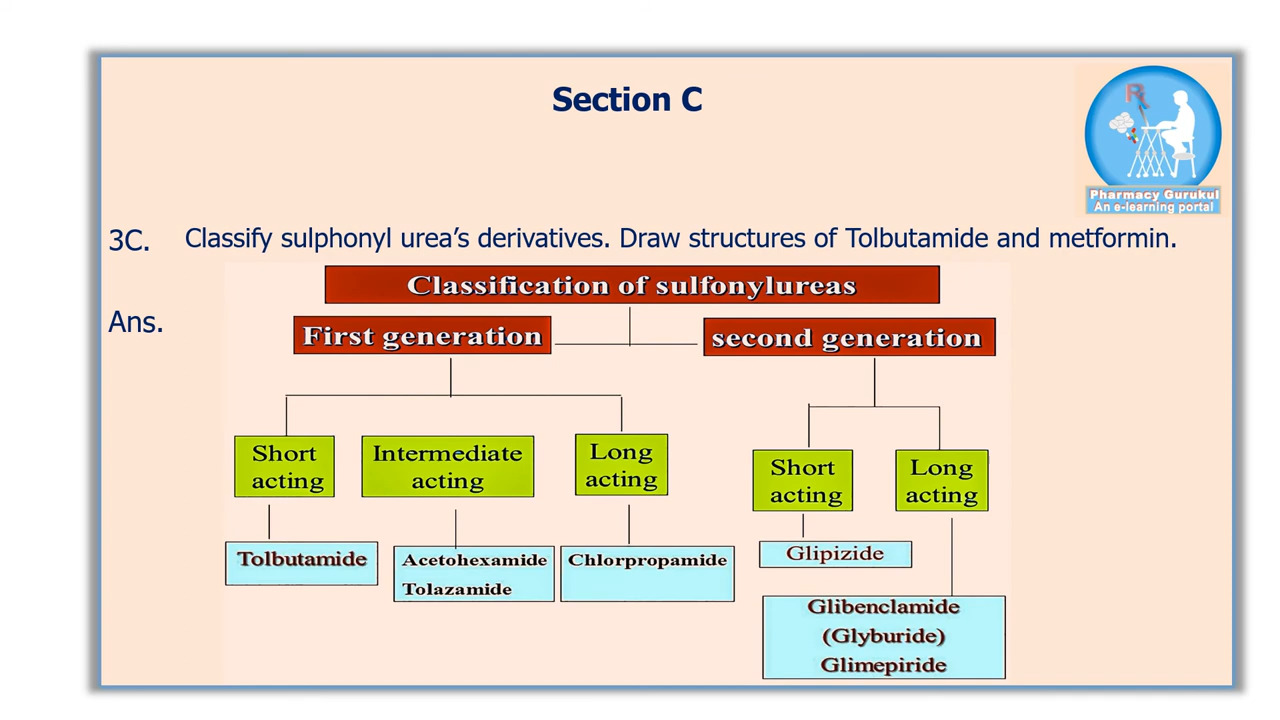 Section C
Pharmacy Gurukul
An e-learning portal
3C. Classify sulphonyl urea's derivatives. Draw structures of Tolbutamide and metformin.
Ans.
Classification of sulfonylureas
First generation
second generation
Short
acting
Intermediate
acting
Long
acting
Short
acting
Long
acting
Tolbutamide
Acetohexamide
Tolazamide
Chlorpropamide
Glipizide
Glibenclamide
(Glyburide)
Glimepiride